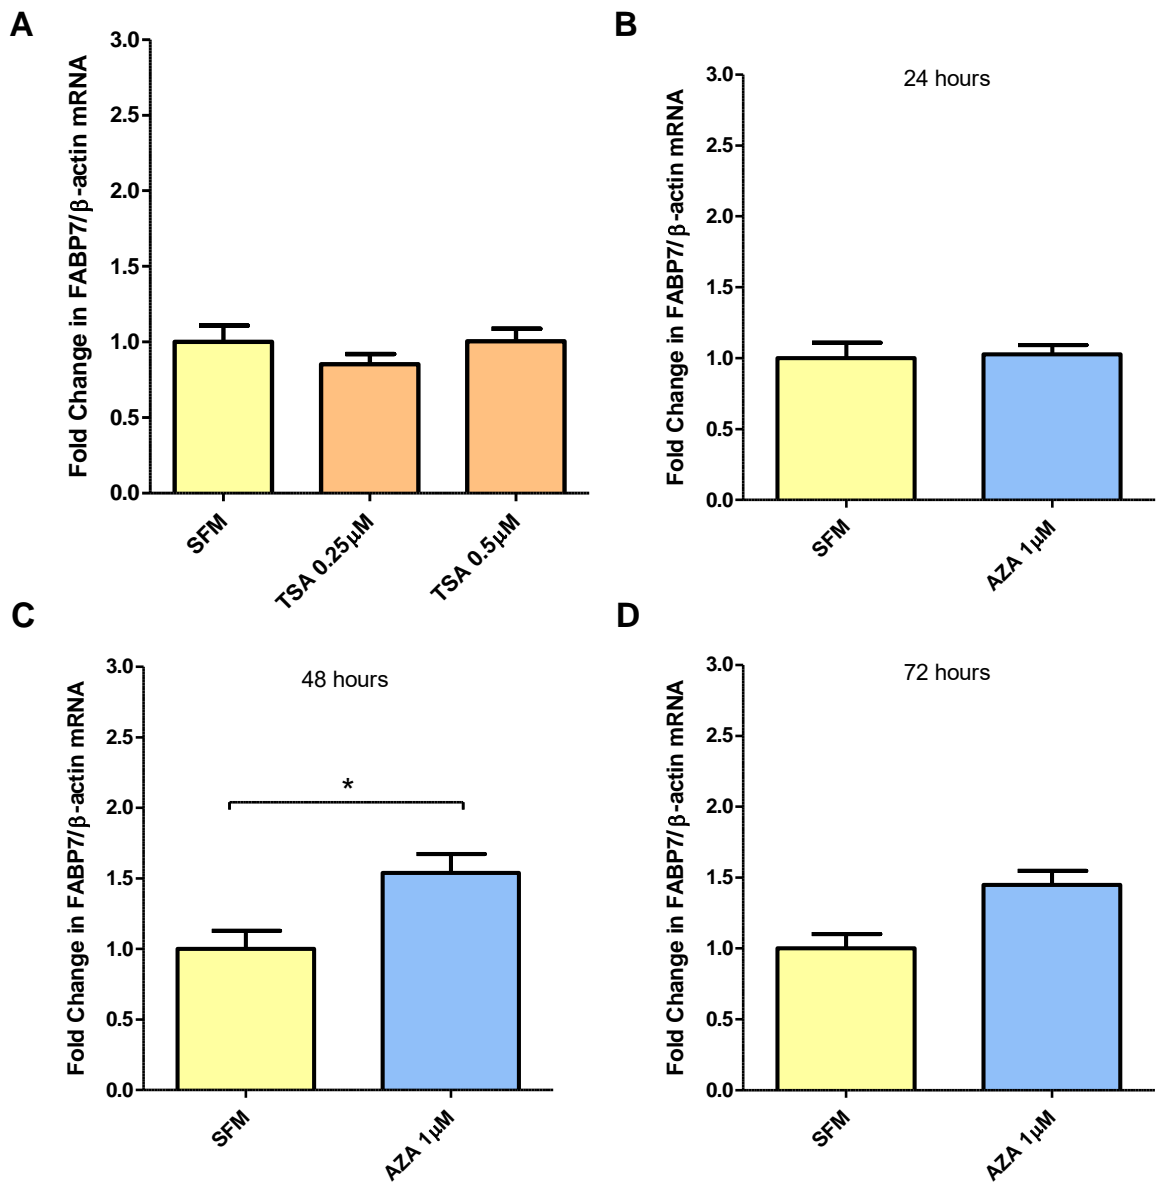 A
Fold Change in FABP7/β-actin mRNA
3.0
2.5
2.0
1.5
1.0
0.5
0.0
SFM
TSA 0.25µM
TSA 0.5µM
B
24 hours
Fold Change in FABP7/β-actin mRNA
3.0
2.5
2.0
1.5
1.0
0.5
0.0
SFM
AZA 1µM
C
48 hours
Fold Change in FABP7/β-actin mRNA
3.0
2.5
2.0
1.5
1.0
0.5
0.0
*
SFM
AZA 1µM
D
72 hours
Fold Change in FABP7/β-actin mRNA
3.0
2.5
2.0
1.5
1.0
0.5
0.0
SFM
AZA 1µM